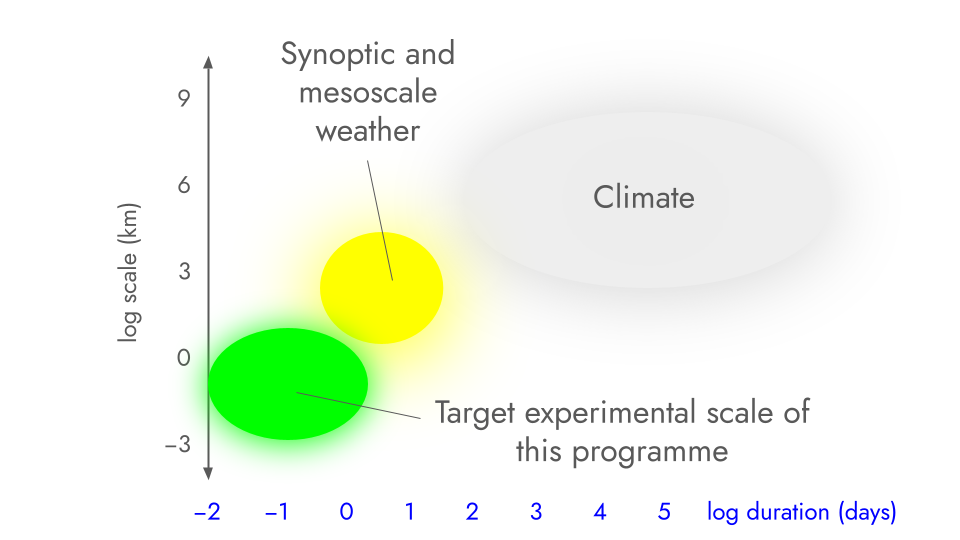 Synoptic and
mesoscale
weather
9
6
3
0
−3
log scale (km)
Climate
Target experimental scale of
this programme
−2 −1 0 1 2 3 4 5 log duration (days)